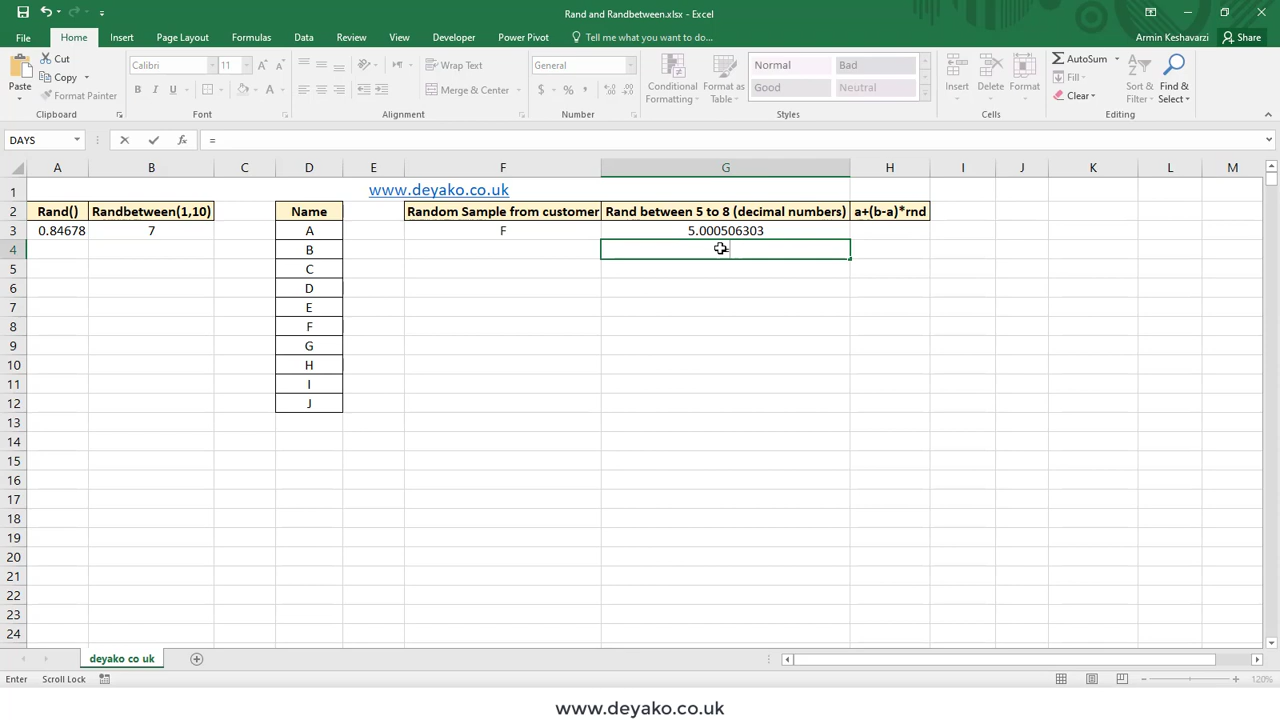 Rand and Randbetween.xlsx - Excel
File Home Insert Page Layout Formulas Data Review View Developer Power Pivot Tell me what you want to do... Armin Keshavarzi Share
Cut
Copy
Format Painter
Paste
Calibri 11
B I U
Wrap Text
Merge & Center
General
$ % ,
Conditional Formatting
Format as Table
Normal Bad
Good Neutral
Insert Delete Format
AutoSum
Fill
Clear
Sort & Filter
Find & Select
Clipboard Font Alignment Number Styles Cells Editing
DAYS fx =
A B C D E F G H I J K L M
1 www.deyako.co.uk
2 Rand() Randbetween(1,10) Name Random Sample from customer Rand between 5 to 8 (decimal numbers) a+(b-a)*rnd
3 0.84678 7 A F 5.000506303
4 B =
5 C
6 D
7 E
8 F
9 G
10 H
11 I
12 J
13
14
15
16
17
18
19
20
21
22
23
24
deyako co uk
Enter Scroll Lock 120%
www.deyako.co.uk